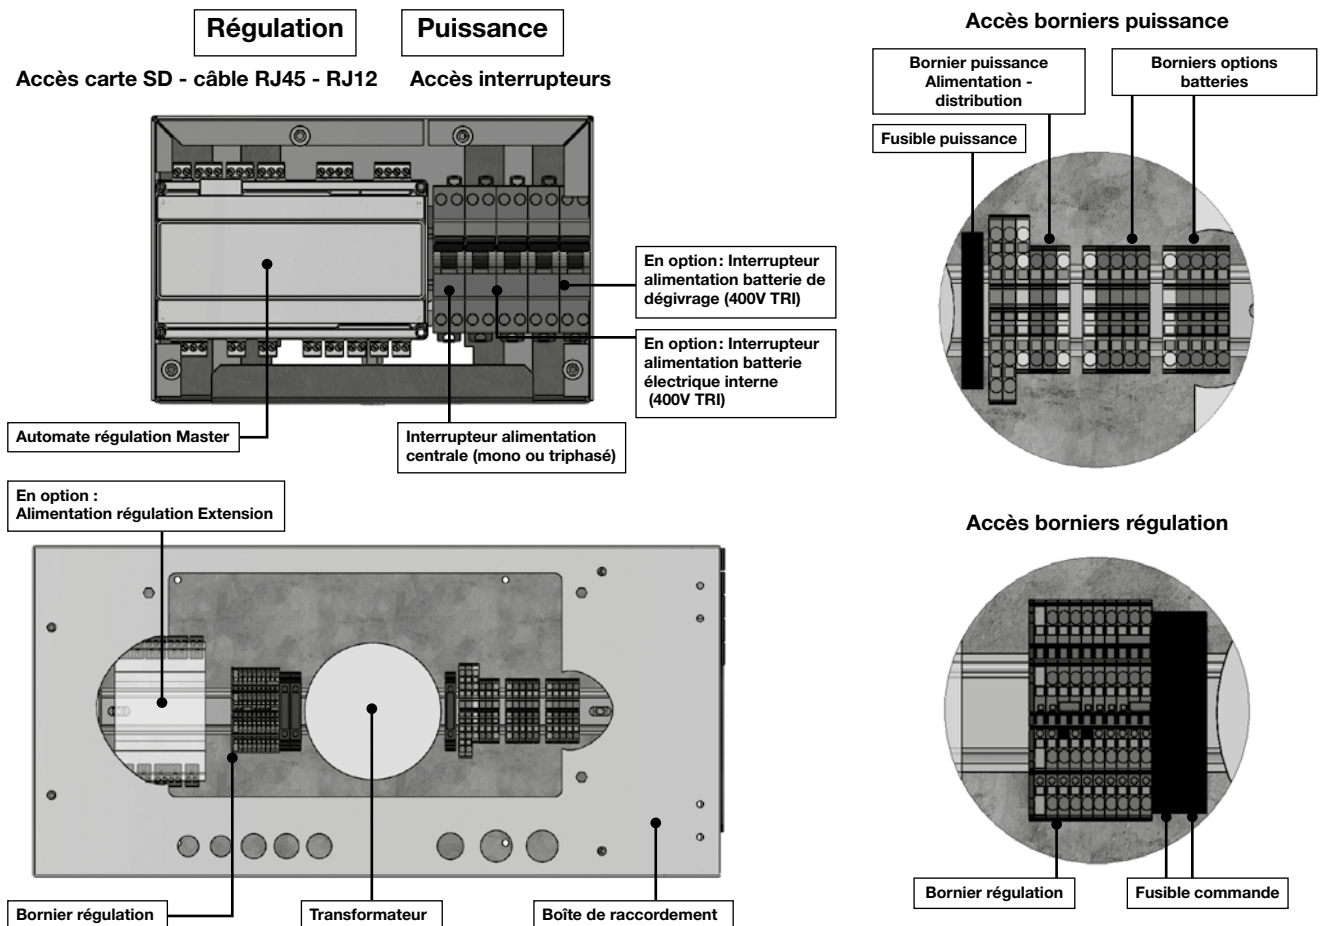 Régulation
Puissance
Accès carte SD - câble RJ45 - RJ12
Accès interrupteurs
En option : Interrupteur
alimentation batterie de
dégivrage (400V TRI)
En option : Interrupteur
alimentation batterie
électrique interne
(400V TRI)
Automate régulation Master
Interrupteur alimentation
centrale (mono ou triphasé)
Accès borniers puissance
Bornier puissance
Alimentation -
distribution
Borniers options
batteries
Fusible puissance
En option :
Alimentation régulation Extension
Bornier régulation
Transformateur
Boîte de raccordement
Accès borniers régulation
Bornier régulation
Fusible commande